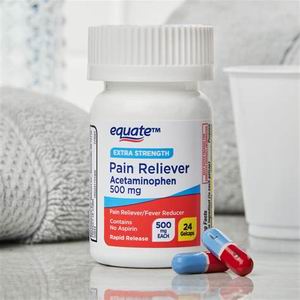 equate™
EXTRA STRENGTH
Pain Reliever
Acetaminophen
500 mg
Pain Reliever/Fever Reducer
Contains
No Aspirin
Rapid Release
500
mg
EACH
24
Gelcaps